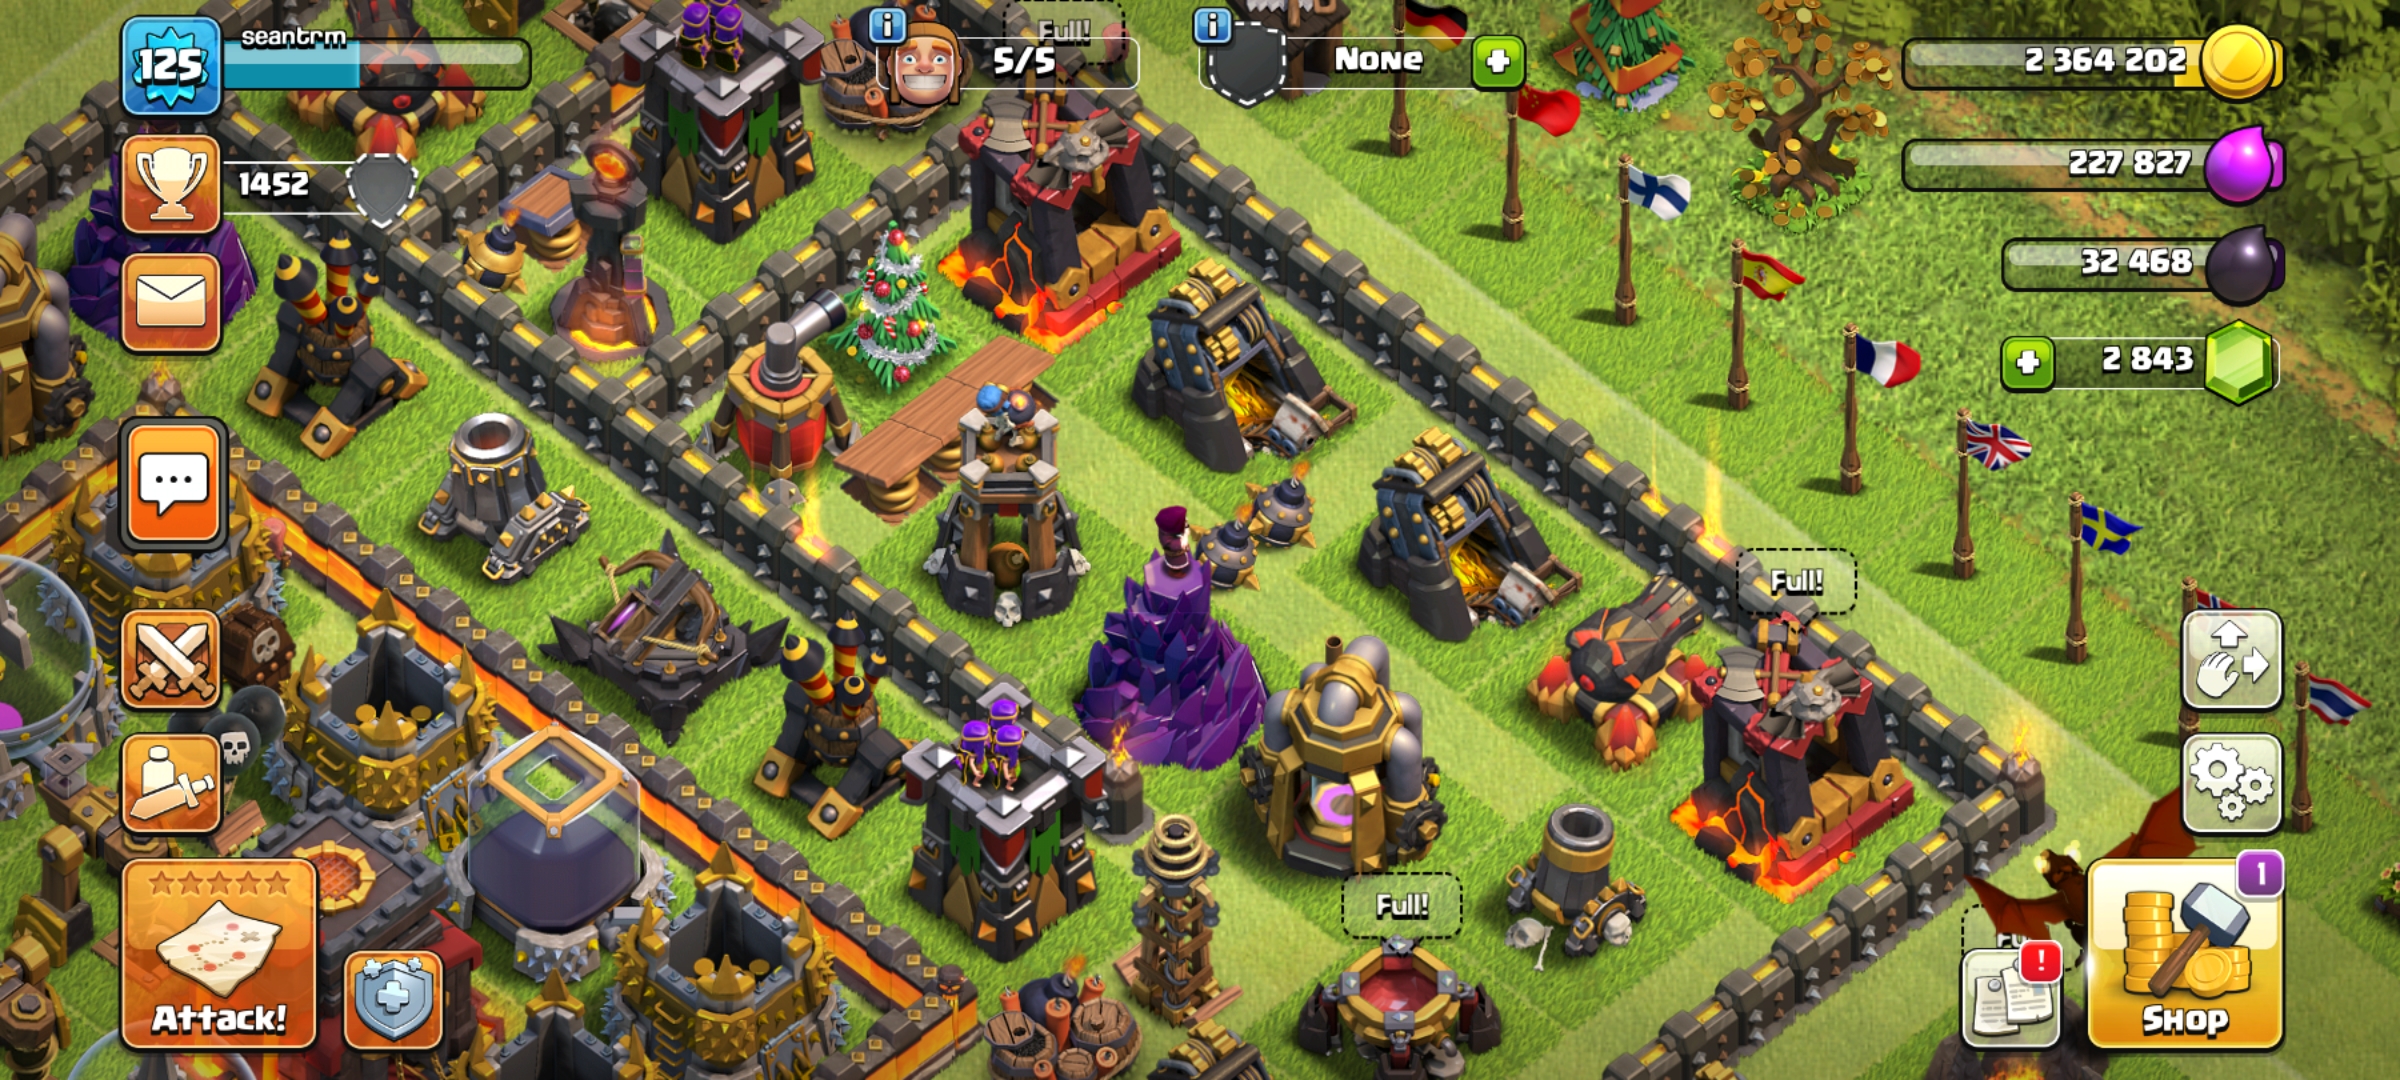 125
seantrm
i
Full!
5/5
i
None
2 364 202
1452
227 827
32 468
2 843
Full!
Full!
1
!
Attack!
Shop